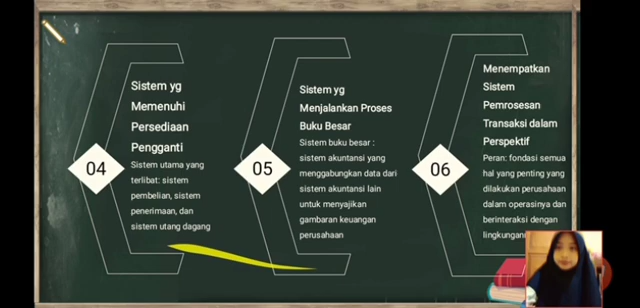 04
Sistem yg
Memenuhi
Persediaan
Pengganti
Sistem utama yang
terlibat: sistem
pembelian, sistem
penerimaan, dan
sistem utang dagang
05
Sistem yg
Menjalankan Proses
Buku Besar
Sistem buku besar :
sistem akuntansi yang
menggabungkan data dari
sistem akuntansi lain
untuk menyajikan
gambaran keuangan
perusahaan
06
Menempatkan
Sistem
Pemrosesan
Transaksi dalam
Perspektif
Peran: fondasi semua
hal yang penting yang
dilakukan perusahaan
dalam operasinya dan
berinteraksi dengan
lingkungan